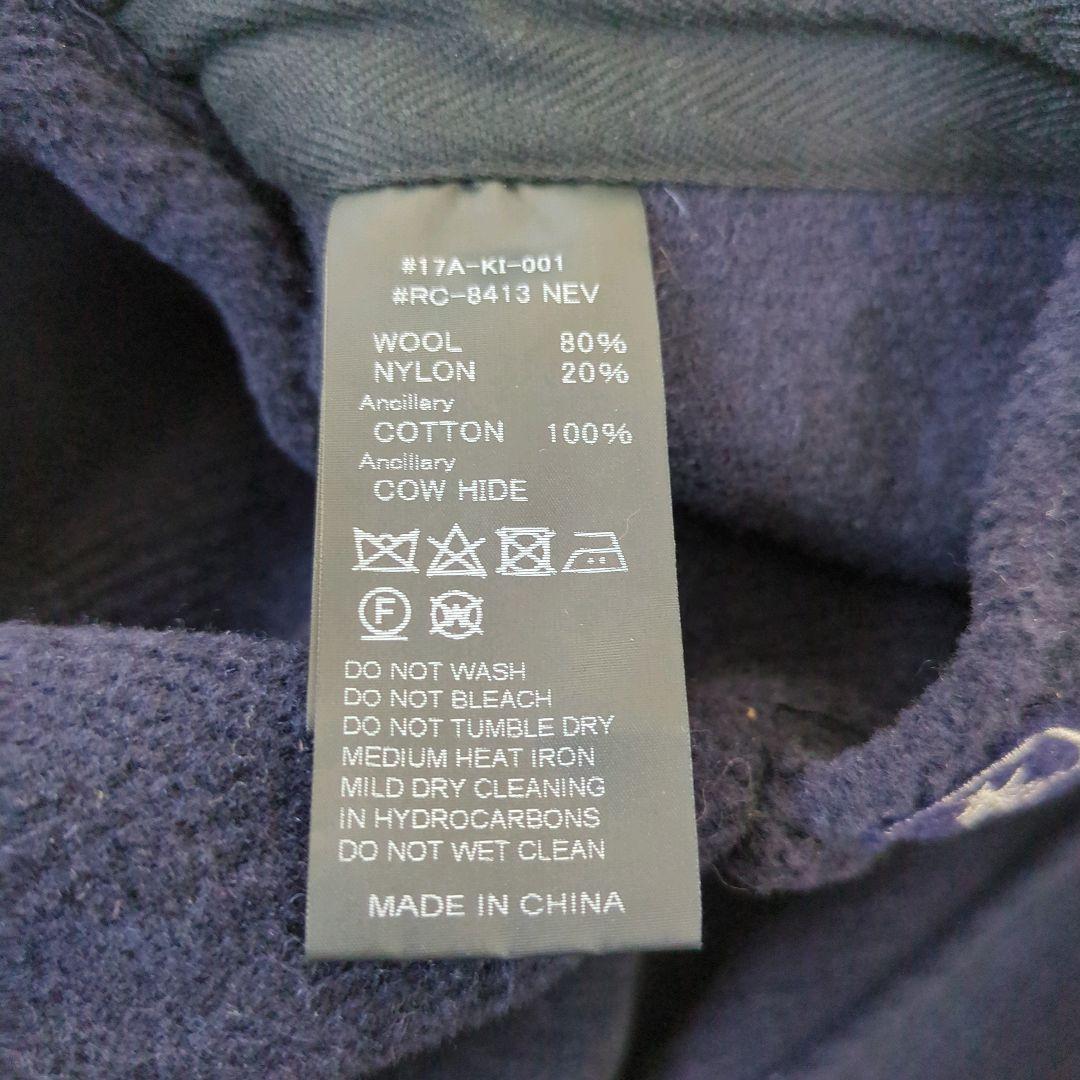 #17A-KI-001
#RC-8413 NEV
WOOL 80%
NYLON 20%
Ancillary
COTTON 100%
Ancillary
COW HIDE
F W
DO NOT WASH
DO NOT BLEACH
DO NOT TUMBLE DRY
MEDIUM HEAT IRON
MILD DRY CLEANING
IN HYDROCARBONS
DO NOT WET CLEAN
MADE IN CHINA